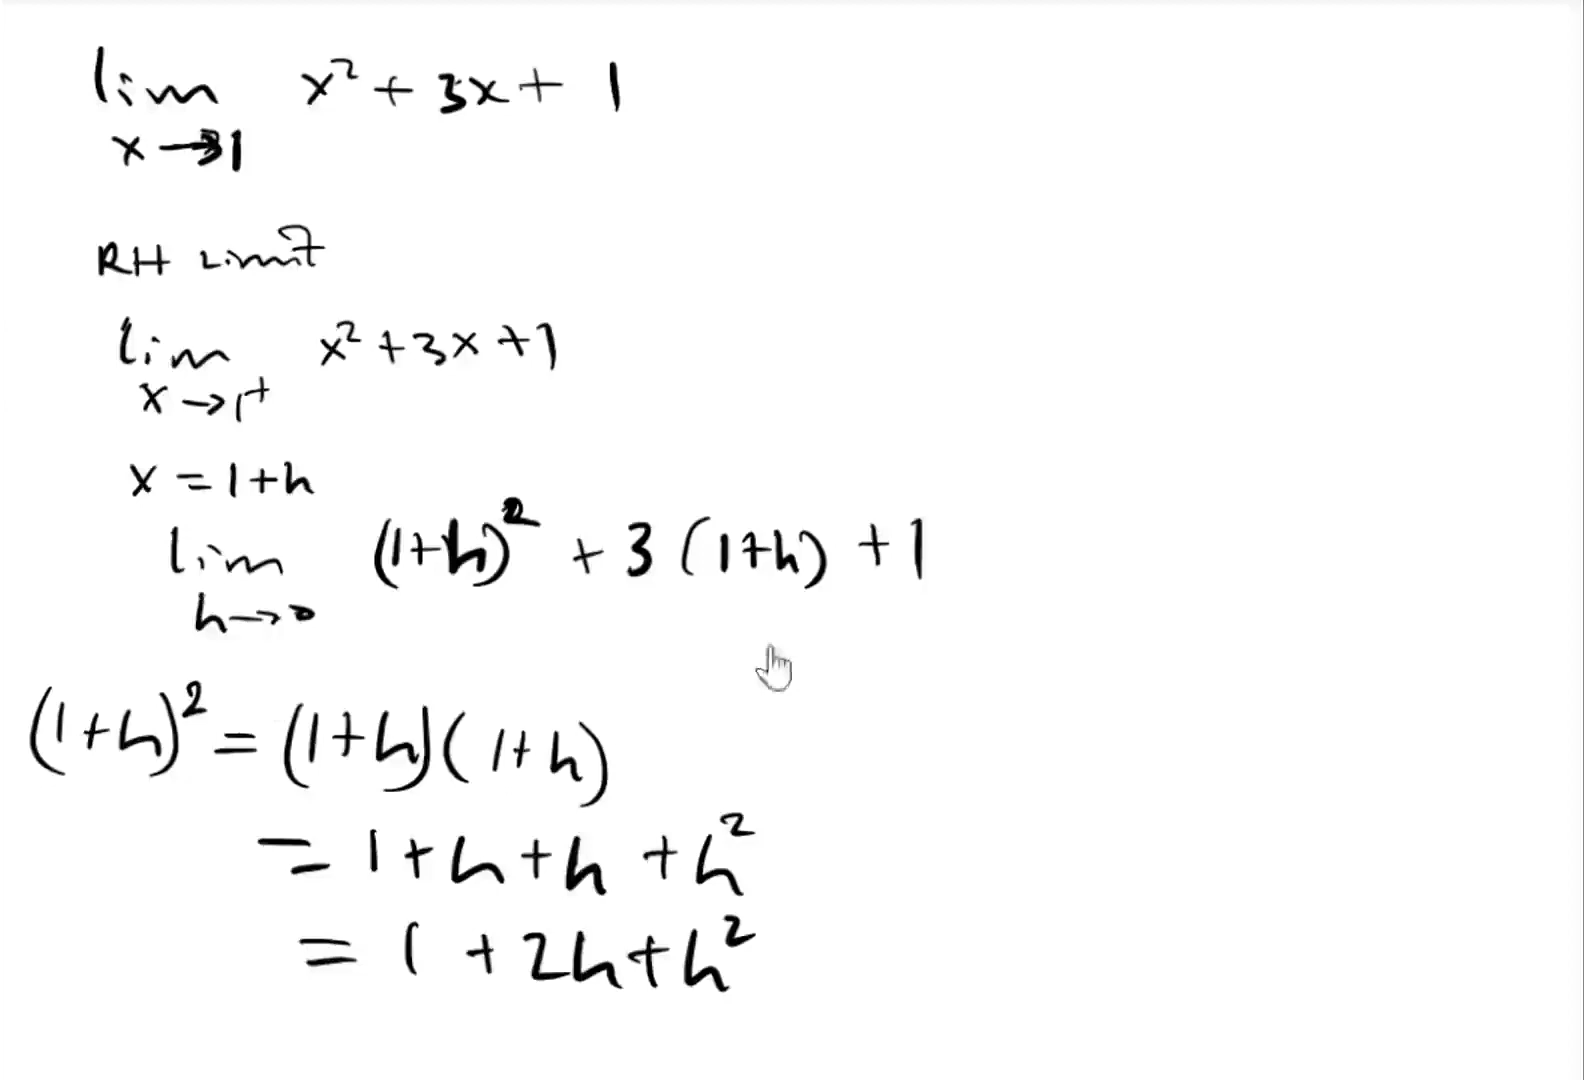 lim x² + 3x + 1
x → 1
RH Limit
lim x² + 3x + 1
x → 1⁺
x = 1 + h
lim (1+h)² + 3 (1+h) + 1
h → 0
(1+h)² = (1+h)(1+h)
= 1 + h + h + h²
= 1 + 2h + h²